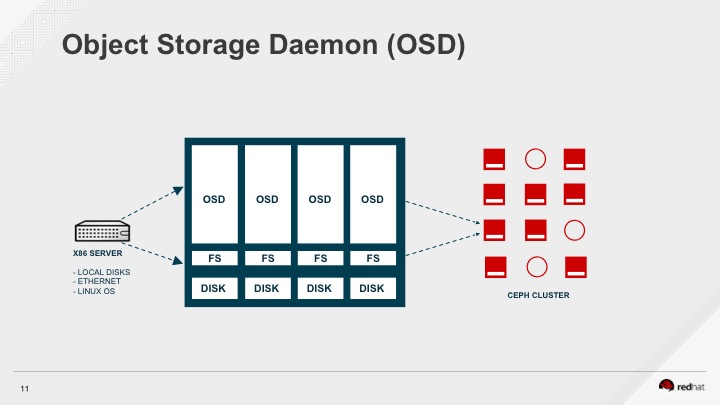 Object Storage Daemon (OSD)
OSD OSD OSD OSD
FS FS FS FS
DISK DISK DISK DISK
X86 SERVER
- LOCAL DISKS
- ETHERNET
- LINUX OS
CEPH CLUSTER
11
redhat.